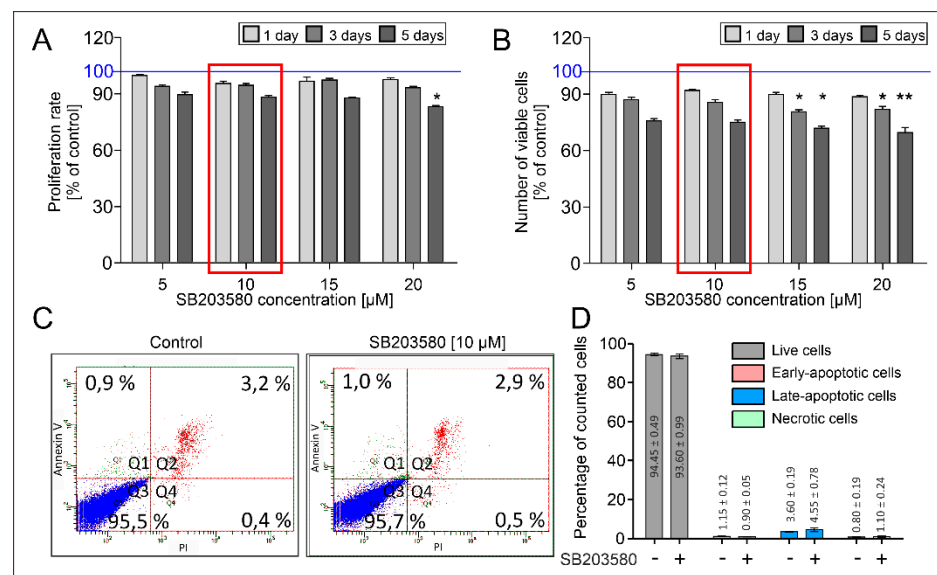 A
B
1 day 3 days 5 days
1 day 3 days 5 days
120
100
90
60
30
0
Proliferation rate
[% of control]
*
5 10 15 20
SB203580 concentration [µM]
120
100
90
60
90
30
0
Number of viable cells
[% of control]
* * * **
5 10 15 20
SB203580 concentration [µM]
C
Control
0,9 % 3,2 %
Q1 Q2
Q3 Q4
95,5 % 0,4 %
Annexin V
PI
SB203580 [10 µM]
1,0 % 2,9 %
Q1 Q2
Q3 Q4
95,7 % 0,5 %
Annexin V
PI
D
Percentage of counted cells
100
80
60
40
20
0
Live cells
Early-apoptotic cells
Late-apoptotic cells
Necrotic cells
94.45 ± 0.49
93.60 ± 0.99
1.15 ± 0.12
0.90 ± 0.05
3.60 ± 0.19
4.55 ± 0.78
0.80 ± 0.19
1.10 ± 0.24
SB203580 - + - + - + - +